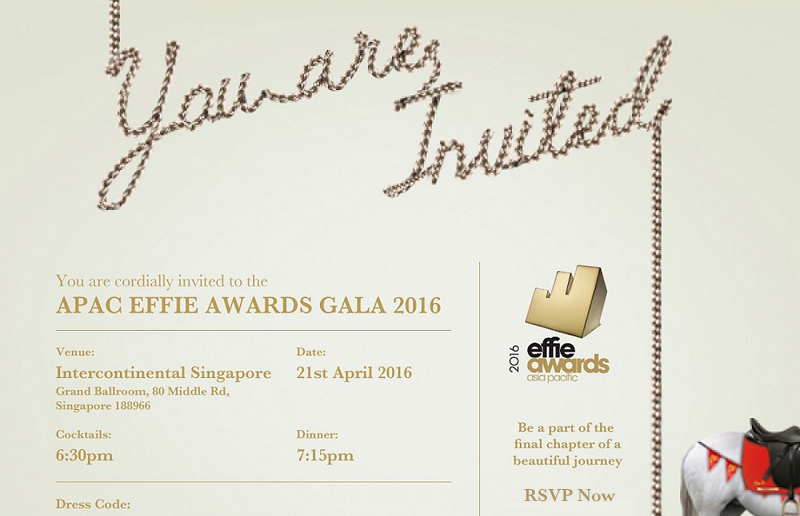 You are
Invited
You are cordially invited to the
APAC EFFIE AWARDS GALA 2016
Venue:
Intercontinental Singapore
Grand Ballroom, 80 Middle Rd,
Singapore 188966
Date:
21st April 2016
Cocktails:
6:30pm
Dinner:
7:15pm
Dress Code:
2016
effie
awards
asia pacific
Be a part of the
final chapter of a
beautiful journey
RSVP Now